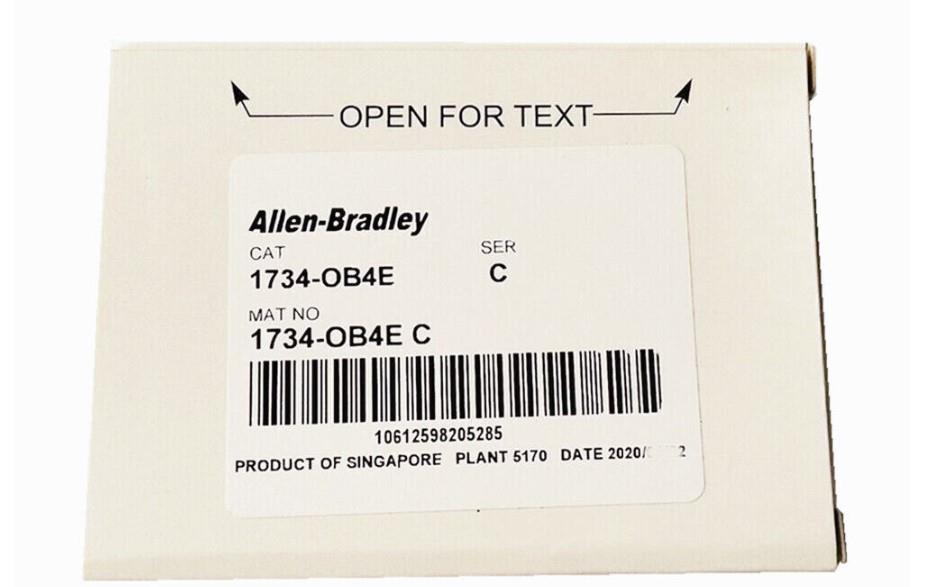 OPEN FOR TEXT
Allen-Bradley
CAT SER
1734-OB4E C
MAT NO
1734-OB4E C
10612598205285
PRODUCT OF SINGAPORE PLANT 5170 DATE 2020/